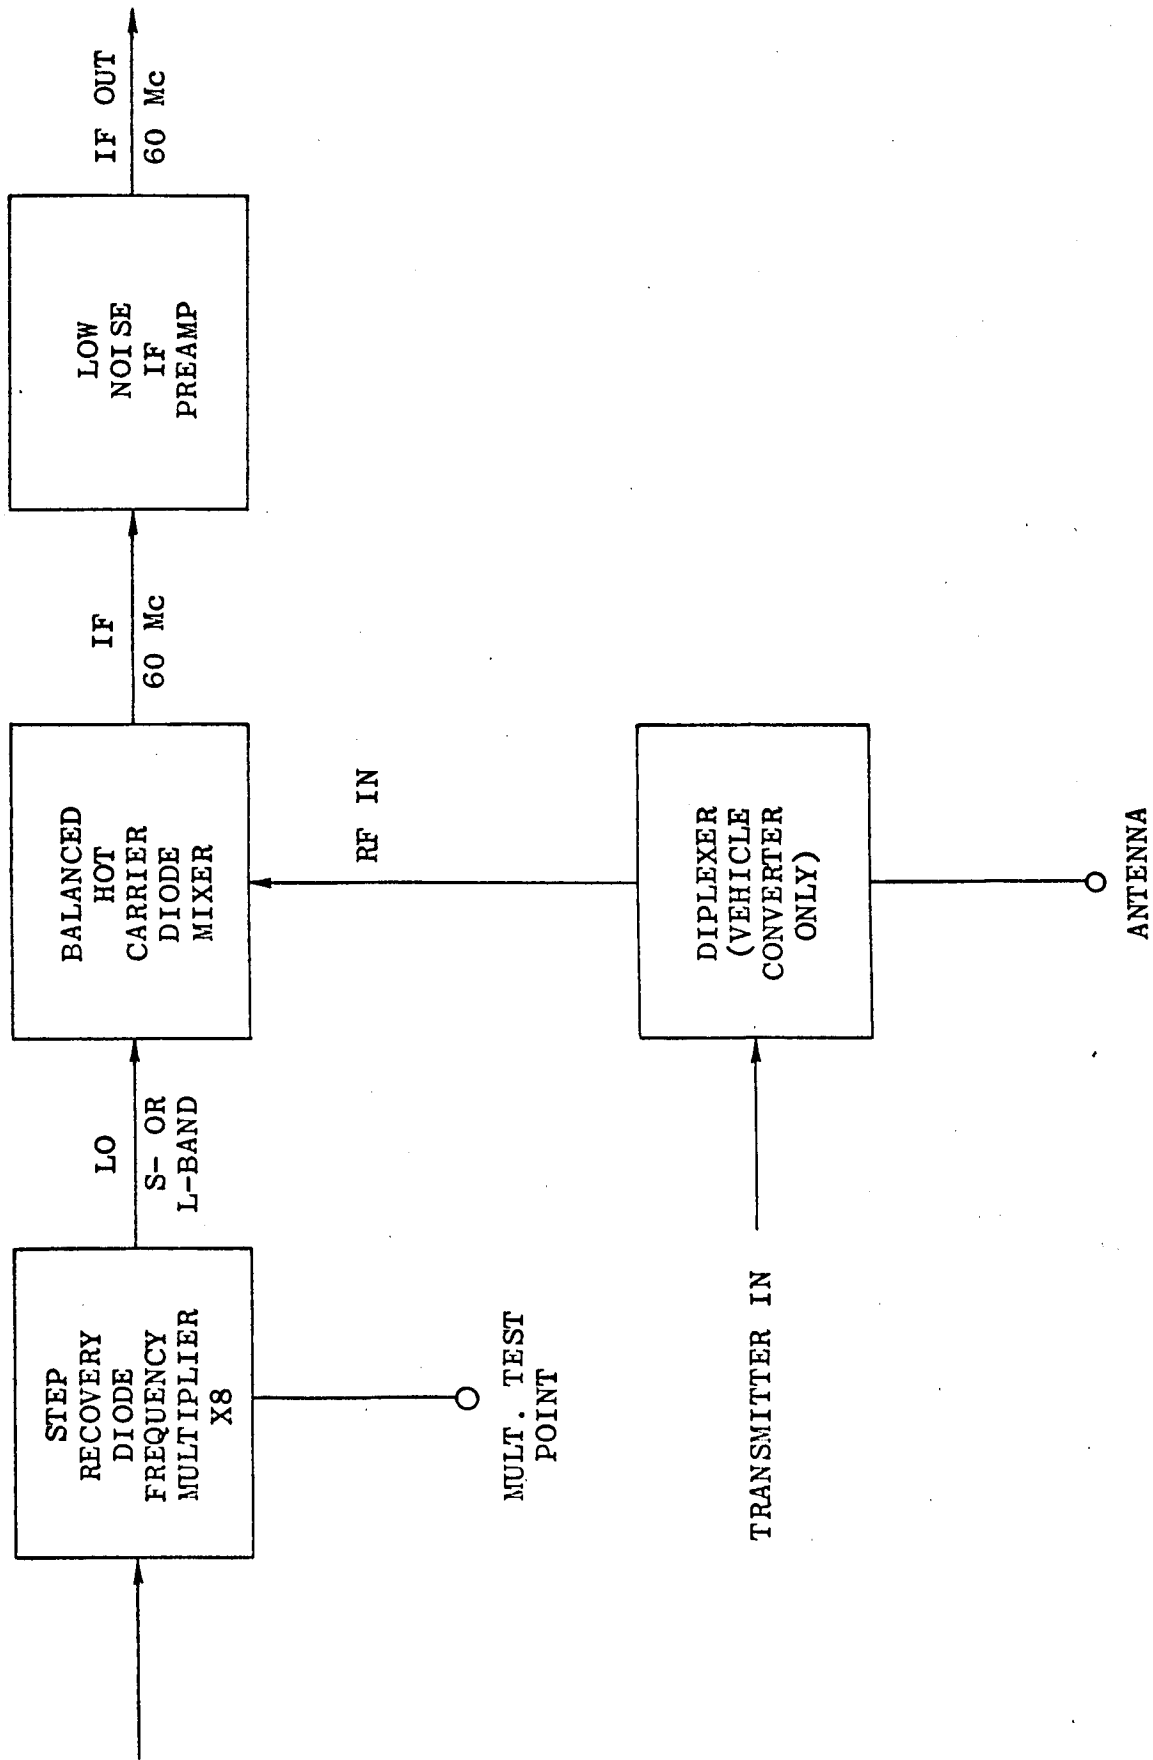 STEP
RECOVERY
DIODE
FREQUENCY
MULTIPLIER
X8
LO
S- OR
L-BAND
BALANCED
HOT
CARRIER
DIODE
MIXER
IF
60 Mc
LOW
NOISE
IF
PREAMP
IF OUT
60 Mc
MULT. TEST
POINT
RF IN
TRANSMITTER IN
DIPLEXER
(VEHICLE
CONVERTER
ONLY)
ANTENNA